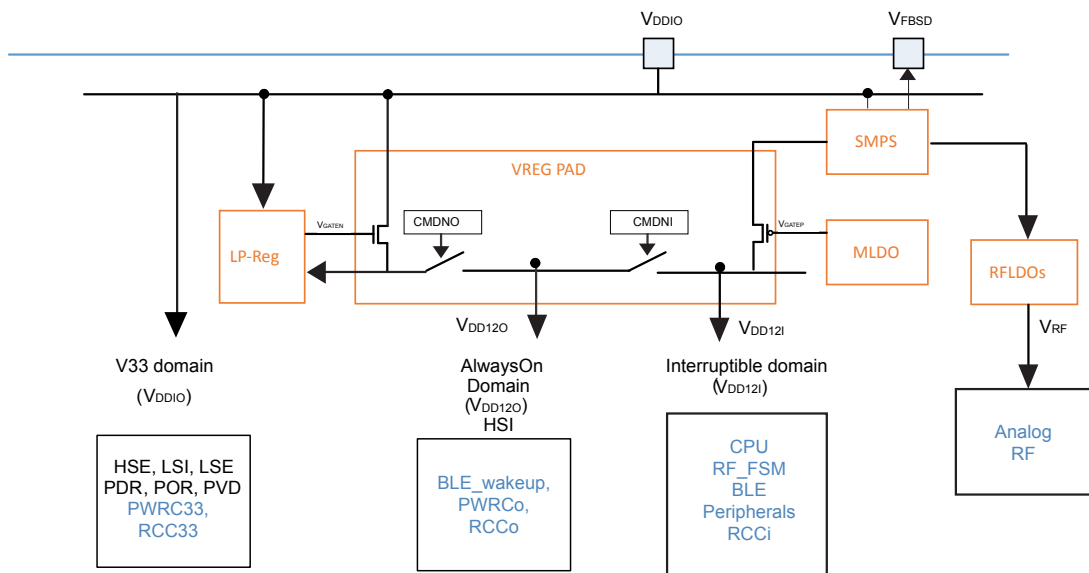 VDDIO
VFBSD
SMPS
VREG PAD
CMDNO
CMDNI
VGATEN
VGATEP
LP-Reg
MLDO
RFLDOs
VDD12O
VDD12I
VRF
V33 domain
(VDDIO)
AlwaysOn
Domain
(VDD12O)
HSI
Interruptible domain
(VDD12I)
HSE, LSI, LSE
PDR, POR, PVD
PWRC33,
RCC33
BLE_wakeup,
PWRCo,
RCCo
CPU
RF_FSM
BLE
Peripherals
RCCi
Analog
RF